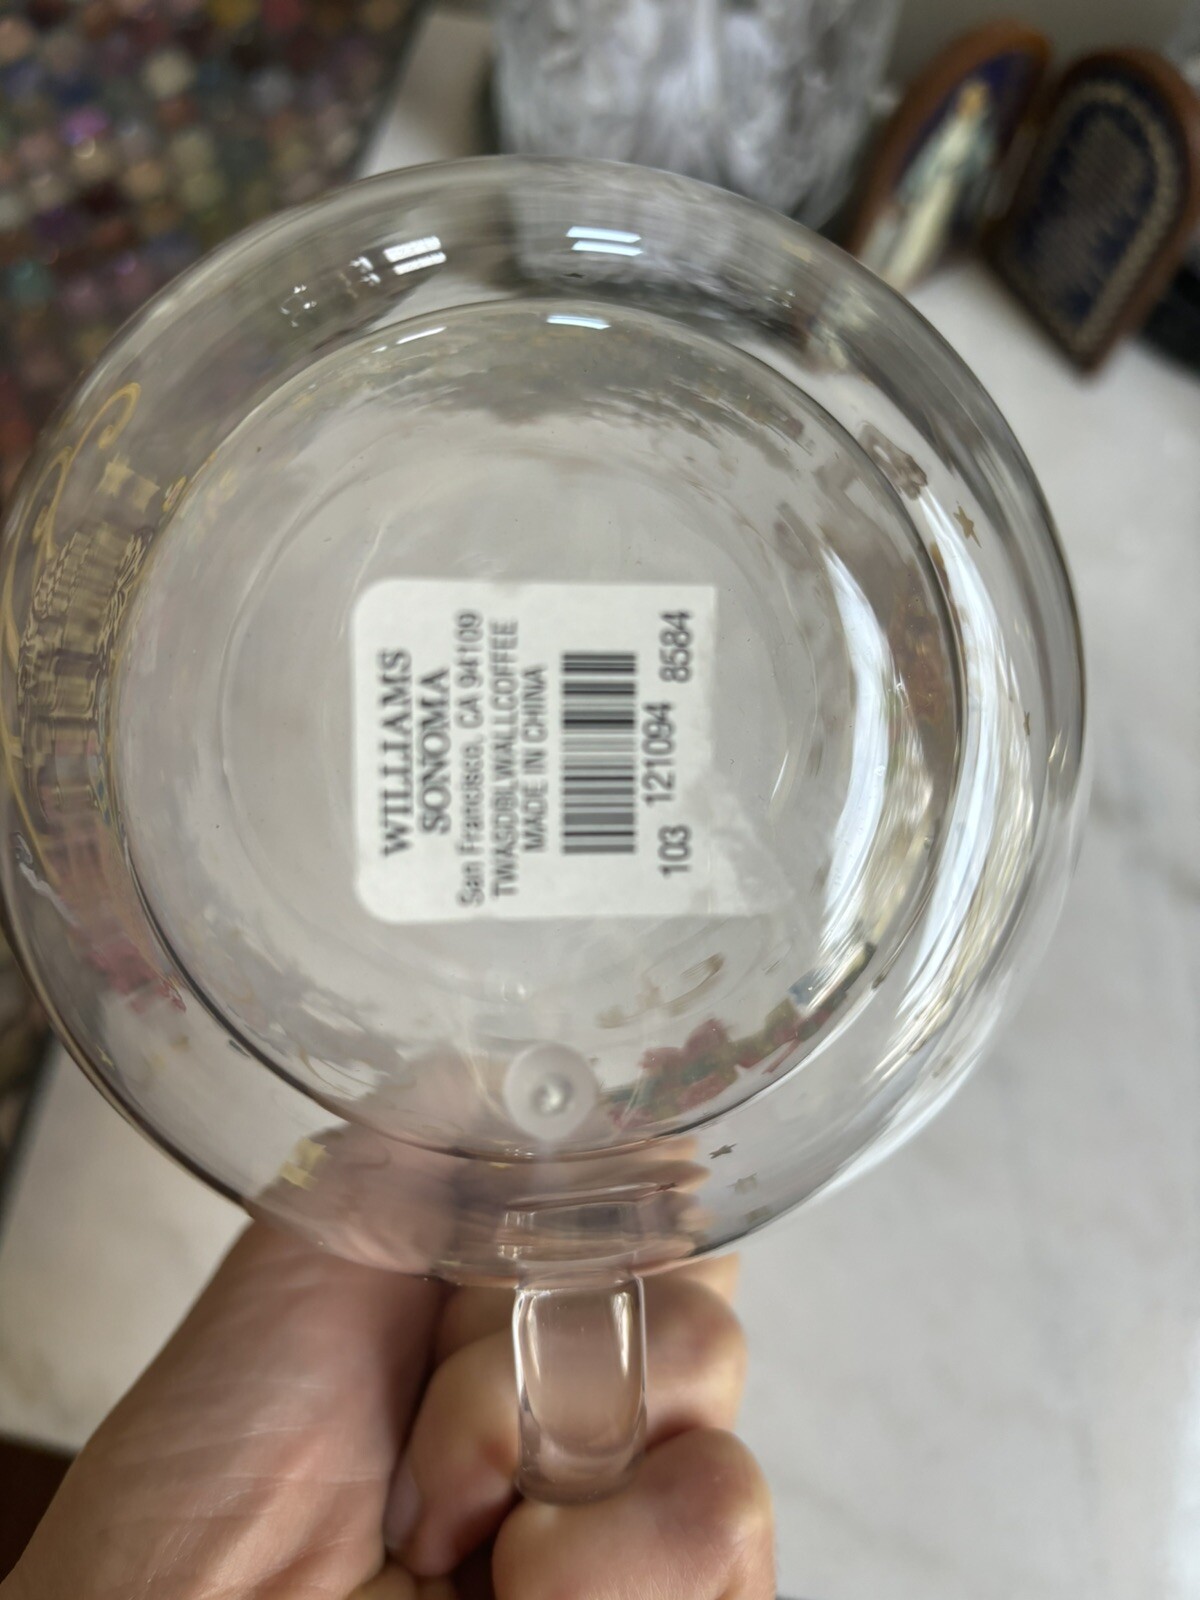 WILLIAMS
SONOMA
San Francisco, CA 94109
TWASDBLWALLCOFFEE
MADE IN CHINA
103 121094 8584